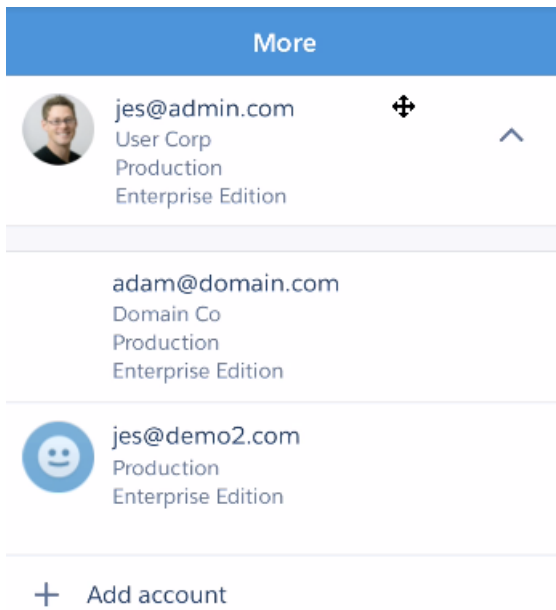 More
jes@admin.com
User Corp
Production
Enterprise Edition
adam@domain.com
Domain Co
Production
Enterprise Edition
jes@demo2.com
Production
Enterprise Edition
Add account